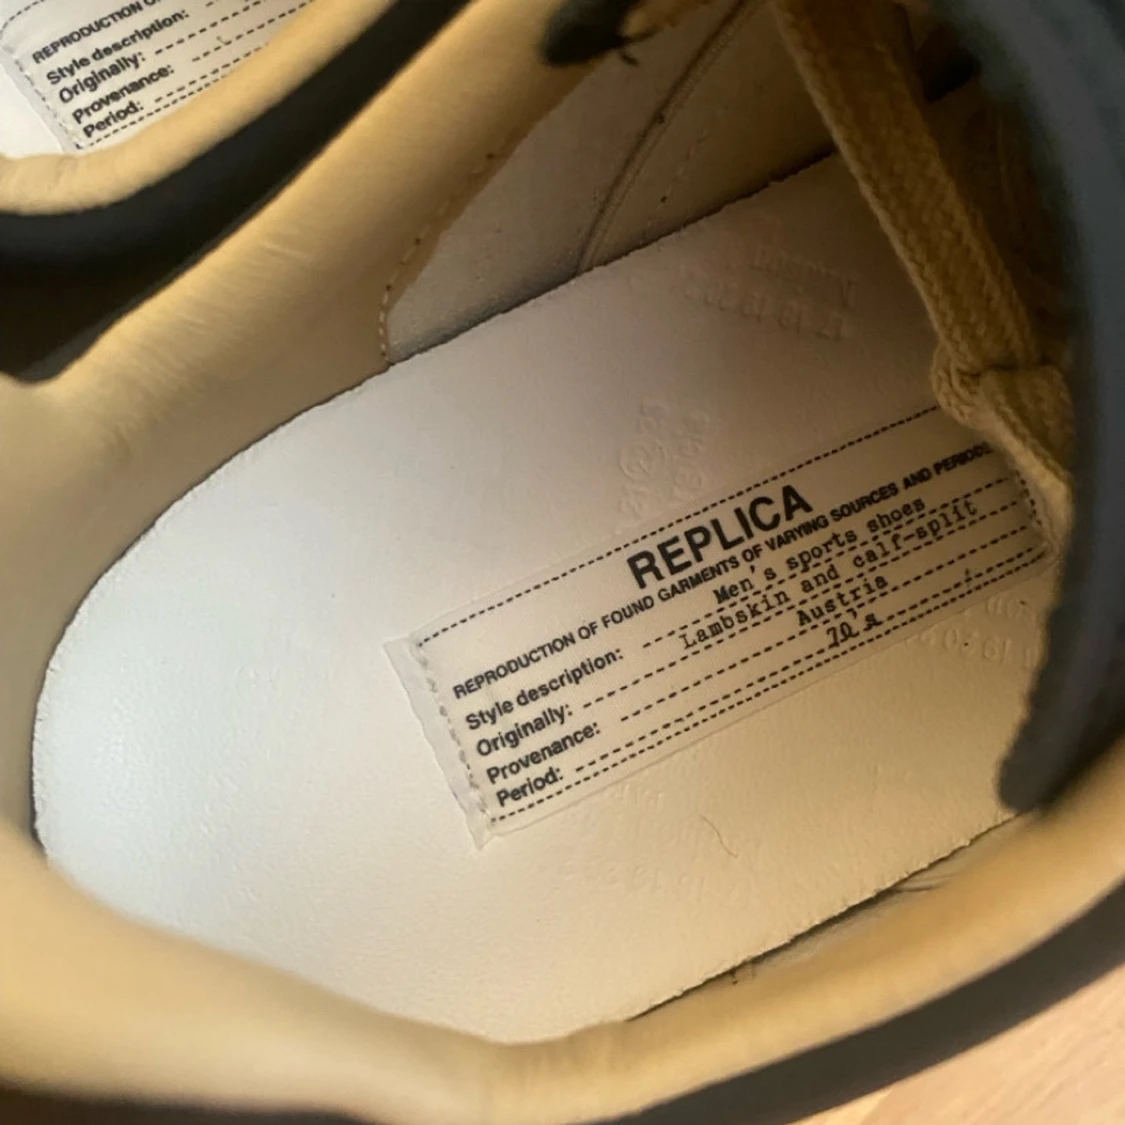 REPRODUCTION O
Style description:
Originally:
Provenance:
Period:
REPLICA
REPRODUCTION OF FOUND GARMENTS OF VARYING SOURCES AND PERIODS
Style description: Men's sports shoes
Originally: Lambskin and calf-split
Provenance: Austria
Period: 70's